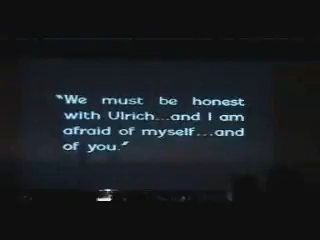 "We must be honest
with Ulrich...and I am
afraid of myself...and
of you."